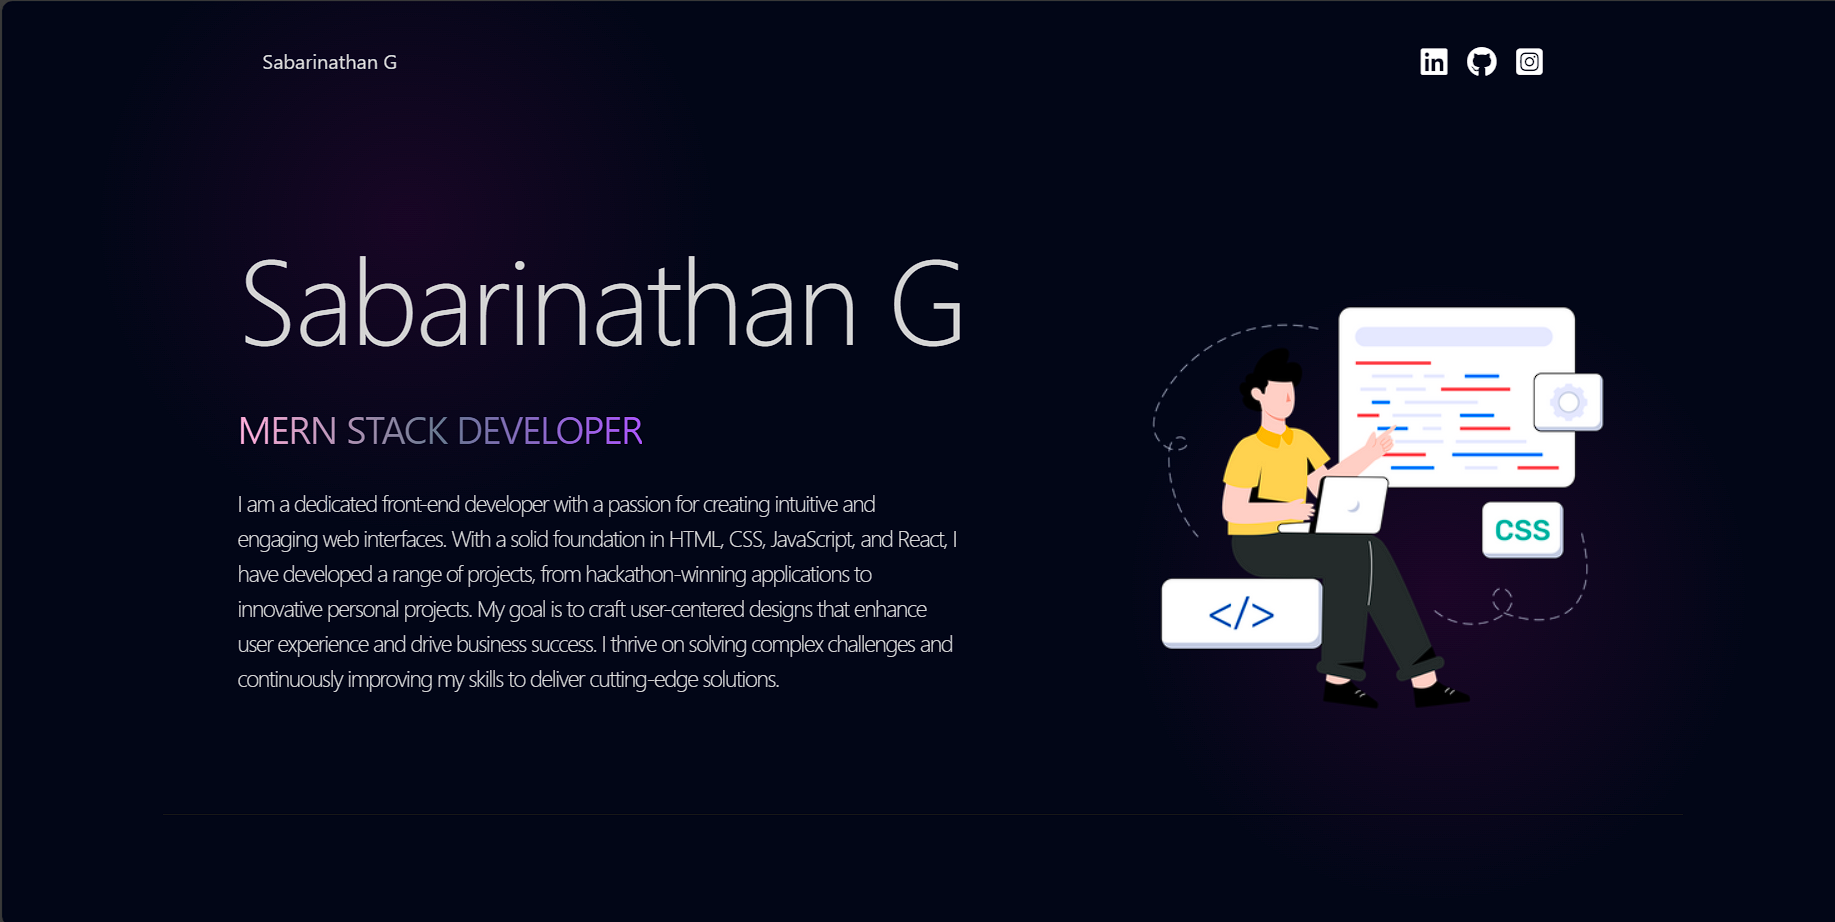 Sabarinathan G
in
Sabarinathan G
MERN STACK DEVELOPER
I am a dedicated front-end developer with a passion for creating intuitive and
engaging web interfaces. With a solid foundation in HTML, CSS, JavaScript, and React, I
have developed a range of projects, from hackathon-winning applications to
innovative personal projects. My goal is to craft user-centered designs that enhance
user experience and drive business success. I thrive on solving complex challenges and
continuously improving my skills to deliver cutting-edge solutions.
CSS
</>